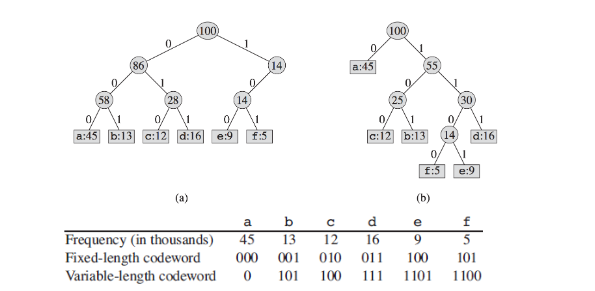 100
0 1
86 14
0 1 0
58 28 14
0 1 0 1 0 1
a:45 b:13 c:12 d:16 e:9 f:5
(a)
100
0 1
a:45 55
0 1
25 30
0 1 0 1
c:12 b:13 14 d:16
0 1
f:5 e:9
(b)
a b c d e f
Frequency (in thousands) 45 13 12 16 9 5
Fixed-length codeword 000 001 010 011 100 101
Variable-length codeword 0 101 100 111 1101 1100